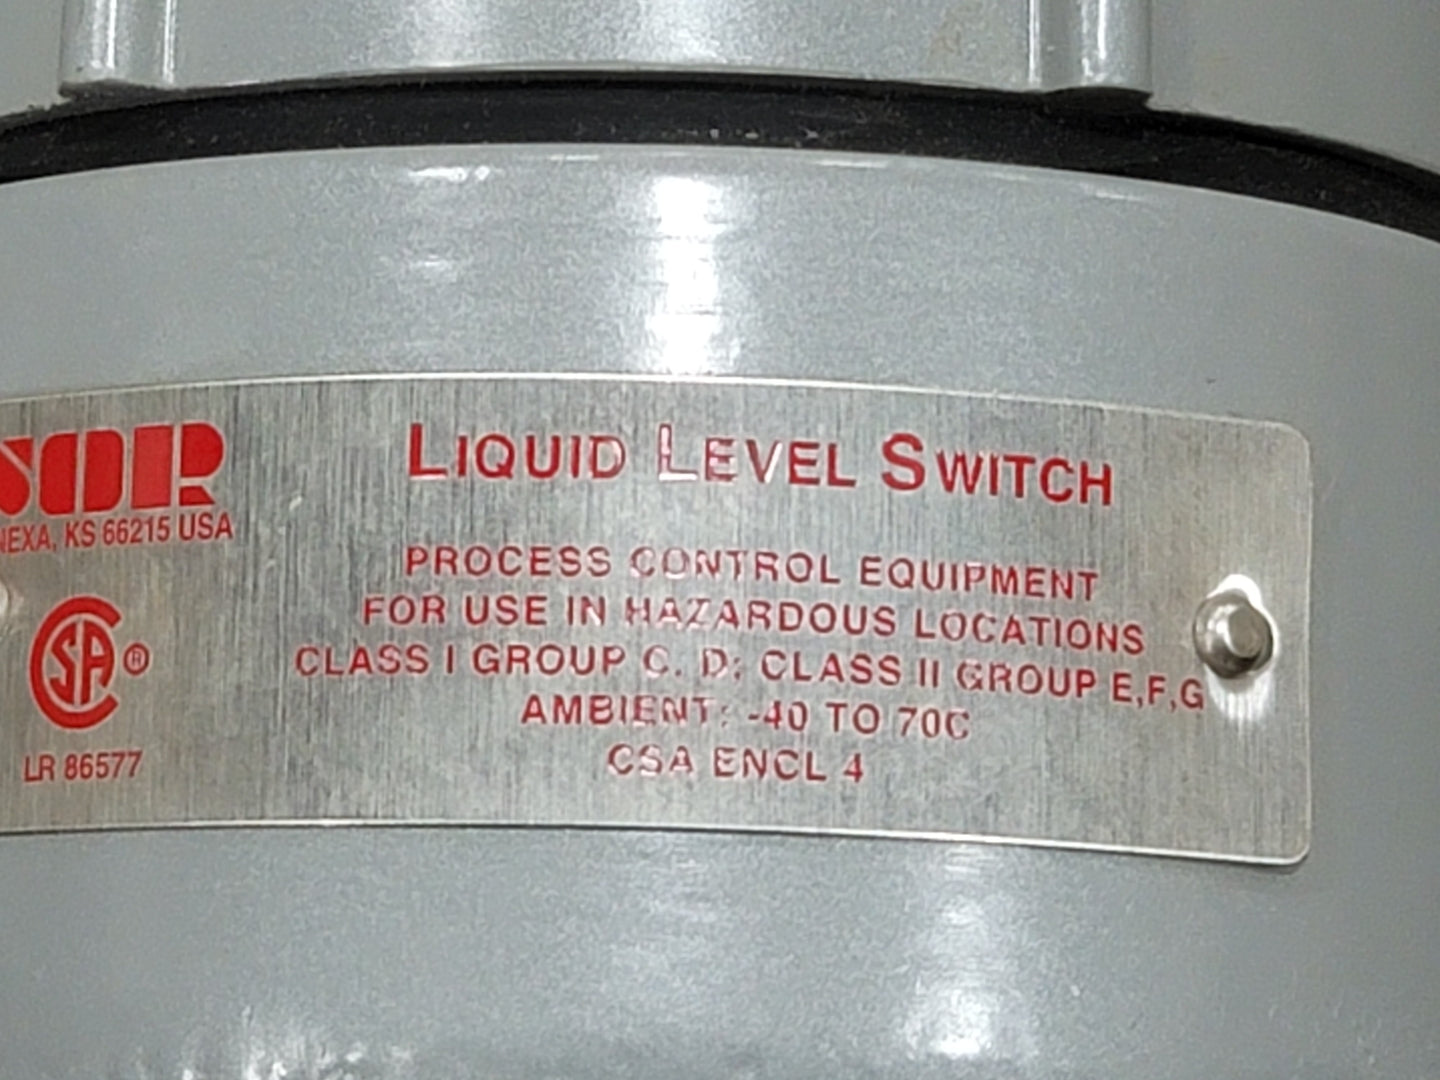 SOR
NEXA, KS 66215 USA
CSA ®
LR 86577
LIQUID LEVEL SWITCH
PROCESS CONTROL EQUIPMENT
FOR USE IN HAZARDOUS LOCATIONS
CLASS I GROUP C, D; CLASS II GROUP E,F,G
AMBIENT: -40 TO 70C
CSA ENCL 4